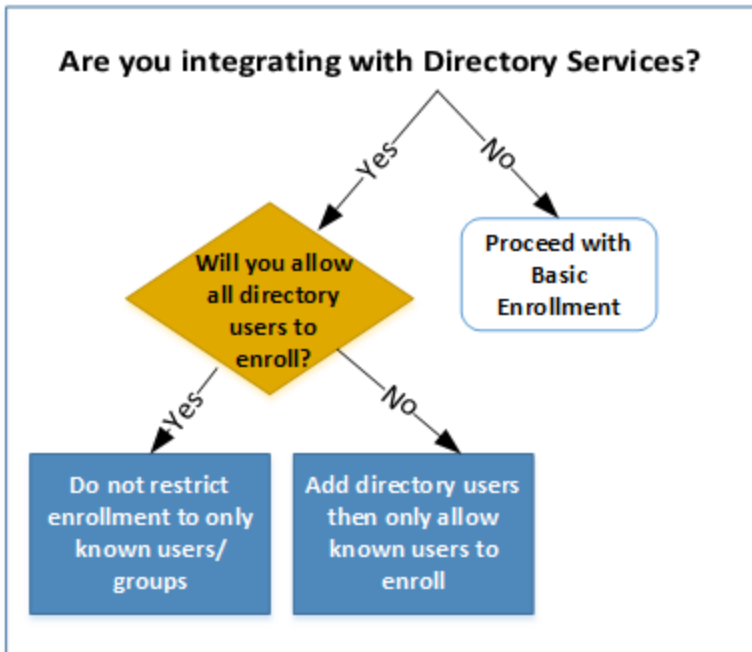 Are you integrating with Directory Services?
Yes
No
Will you allow
all directory
users to
enroll?
Proceed with
Basic
Enrollment
Yes
No
Do not restrict
enrollment to only
known users/
groups
Add directory users
then only allow
known users to
enroll